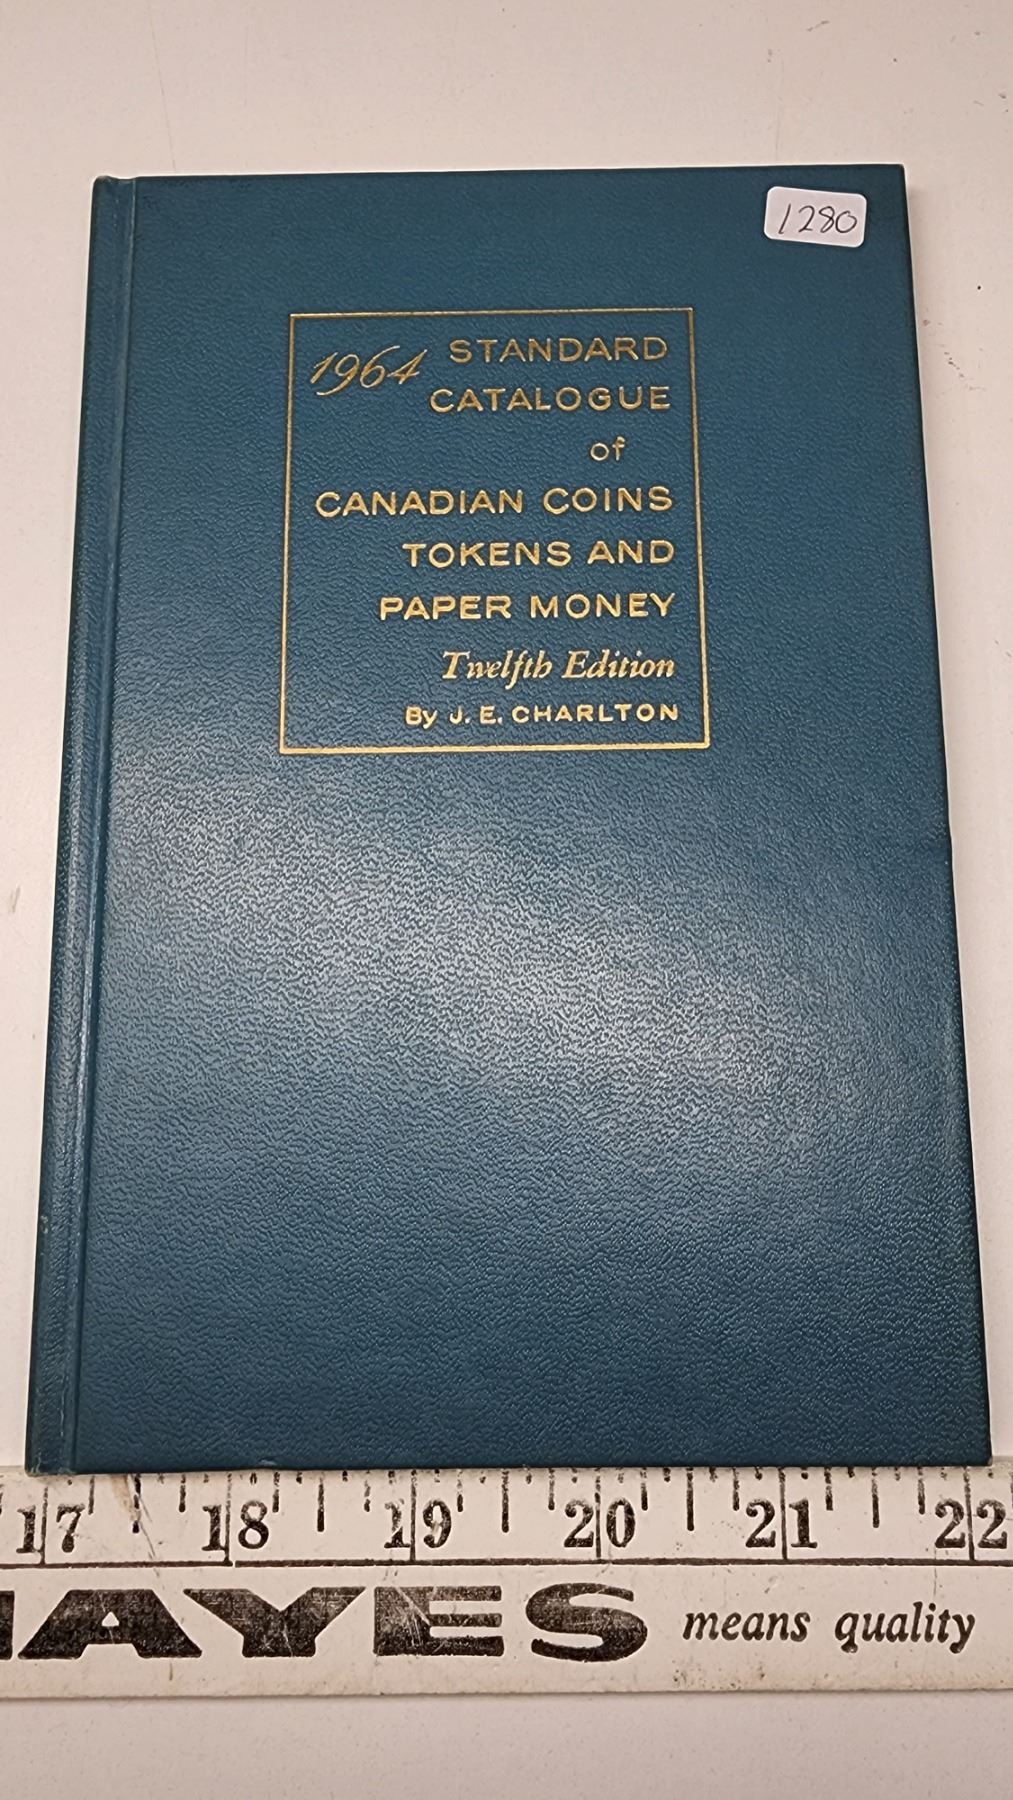 1280
1964 STANDARD
CATALOGUE
of
CANADIAN COINS
TOKENS AND
PAPER MONEY
Twelfth Edition
By J. E. CHARLTON
17 18 19 20 21 22
HAYES means quality